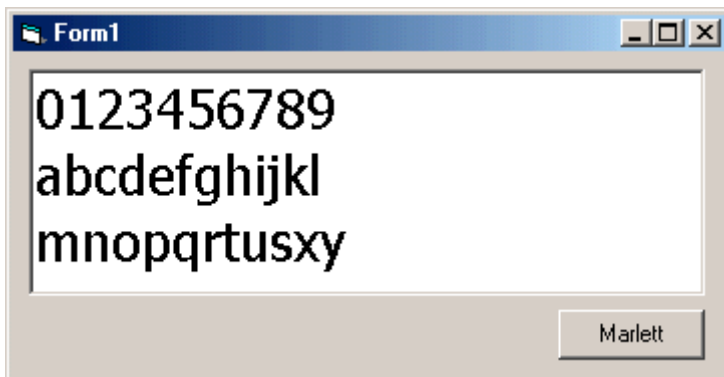 Form1
0123456789
abcdefghijkl
mnopqrtusxy
Marlett